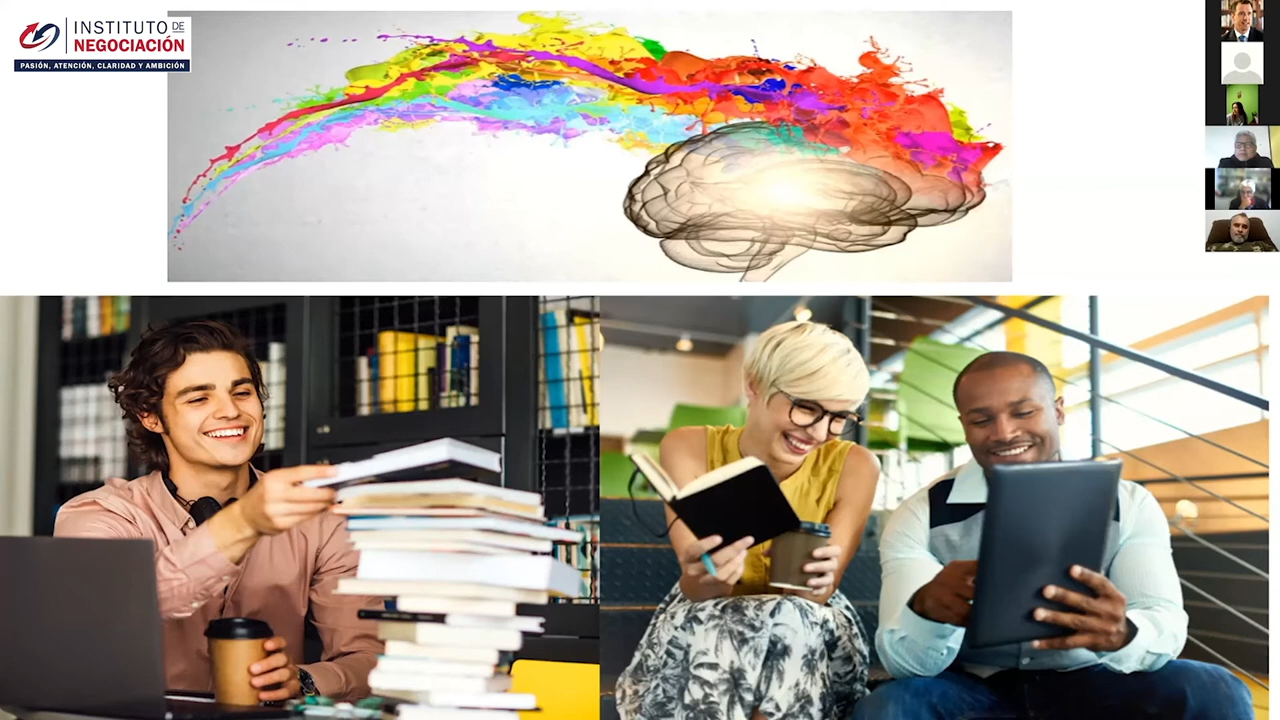 INSTITUTO DE
NEGOCIACIÓN
PASIÓN, ATENCIÓN, CLARIDAD Y AMBICIÓN